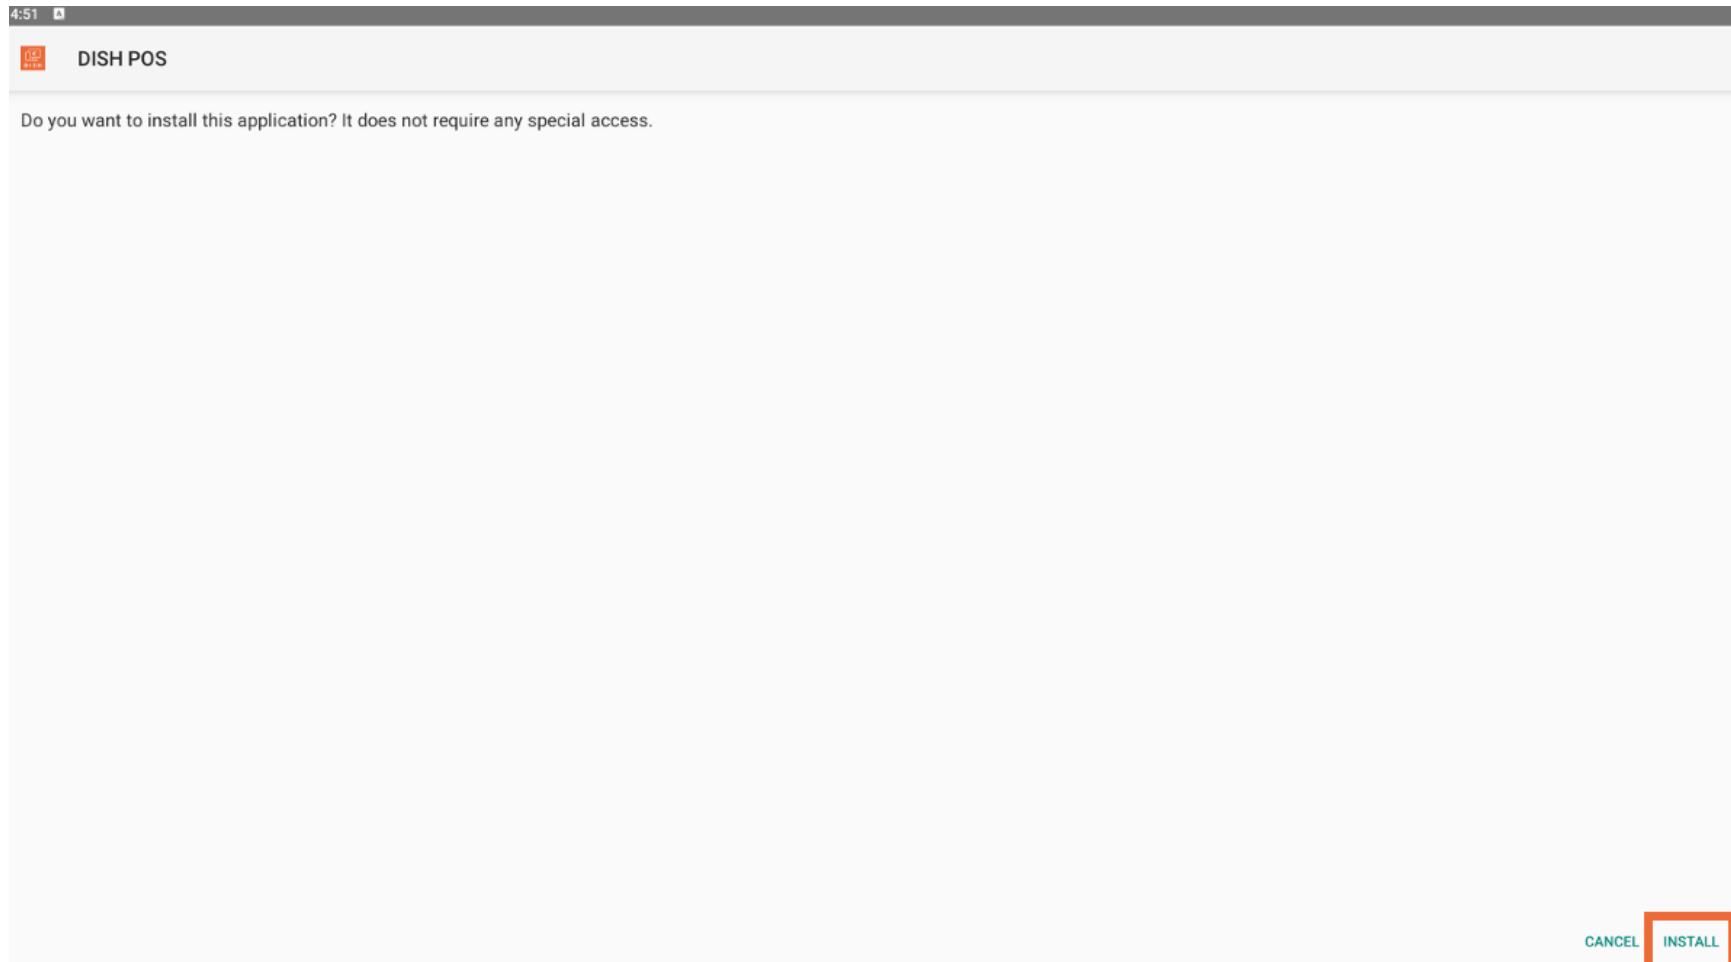 4:51 A
DISH POS
Do you want to install this application? It does not require any special access.
CANCEL INSTALL